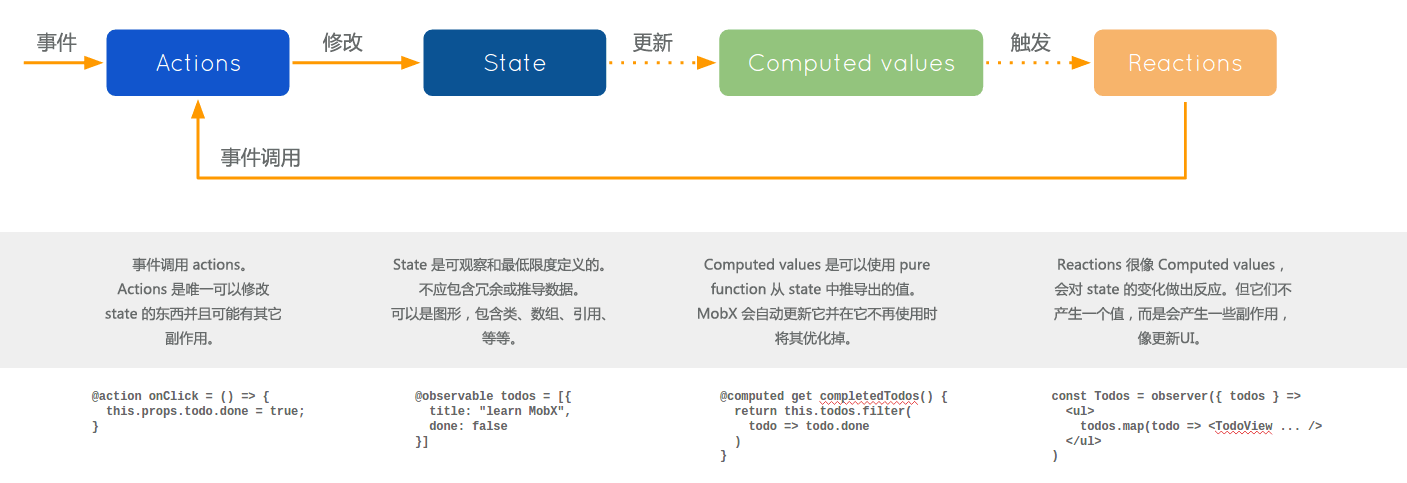 事件
Actions
修改
State
更新
Computed values
触发
Reactions
事件调用
事件调用 actions。
Actions 是唯一可以修改
state 的东西并且可能有其它
副作用。
State 是可观察和最低限度定义的。
不应包含冗余或推导数据。
可以是图形，包含类、数组、引用、
等等。
Computed values 是可以使用 pure
function 从 state 中推导出的值。
MobX 会自动更新它并在它不再使用时
将其优化掉。
Reactions 很像 Computed values，
会对 state 的变化做出反应。但它们不
产生一个值，而是会产生一些副作用，
像更新UI。
@action onClick = () => {
  this.props.todo.done = true;
}
@observable todos = [{
  title: "learn MobX",
  done: false
}]
@computed get completedTodos() {
  return this.todos.filter(
    todo => todo.done
  )
}
const Todos = observer({ todos } =>
  <ul>
    todos.map(todo => <TodoView ... />
  </ul>
)